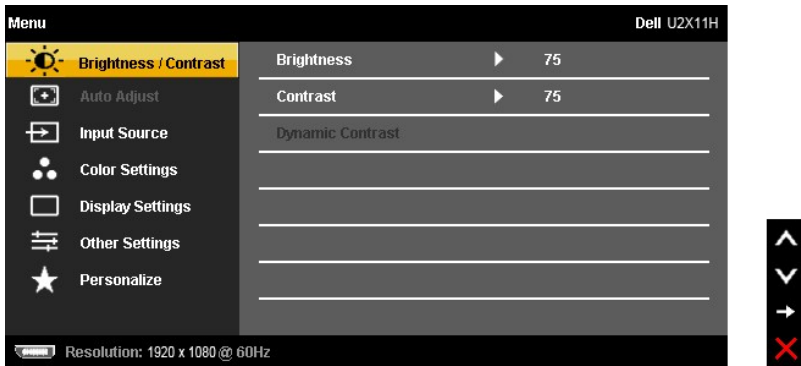 Menu Dell U2X11H
Brightness / Contrast Brightness 75
Auto Adjust Contrast 75
Input Source Dynamic Contrast
Color Settings
Display Settings
Other Settings
Personalize
Resolution: 1920 x 1080 @ 60Hz